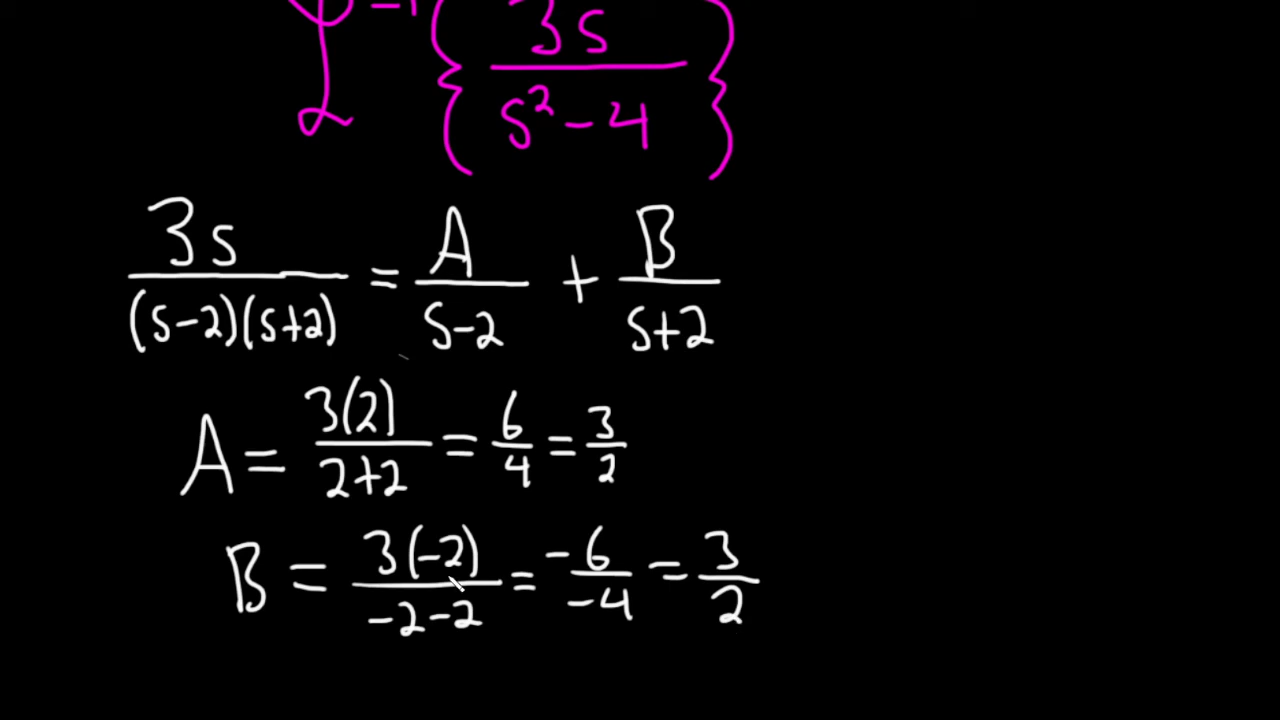 ℒ⁻¹ { 3s / (s² − 4) }
3s / ((s−2)(s+2)) = A / (s−2) + B / (s+2)
A = 3(2) / (2+2) = 6/4 = 3/2
B = 3(−2) / (−2−2) = −6/−4 = 3/2